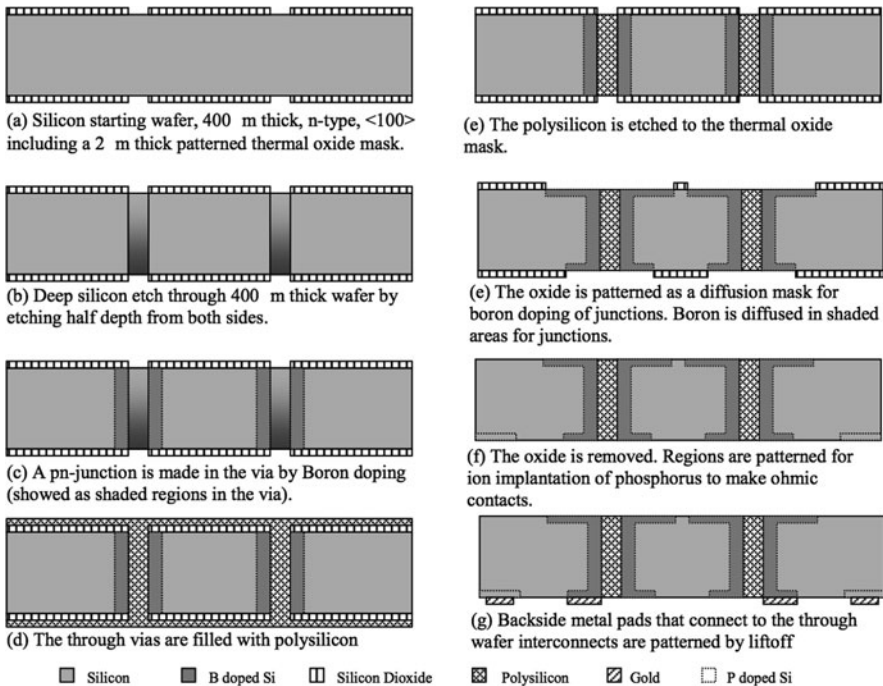 (a) Silicon starting wafer, 400 m thick, n-type, <100>
including a 2 m thick patterned thermal oxide mask.
(b) Deep silicon etch through 400 m thick wafer by
etching half depth from both sides.
(c) A pn-junction is made in the via by Boron doping
(showed as shaded regions in the via).
(d) The through vias are filled with polysilicon
(e) The polysilicon is etched to the thermal oxide
mask.
(e) The oxide is patterned as a diffusion mask for
boron doping of junctions. Boron is diffused in shaded
areas for junctions.
(f) The oxide is removed. Regions are patterned for
ion implantation of phosphorus to make ohmic
contacts.
(g) Backside metal pads that connect to the through
wafer interconnects are patterned by liftoff
Silicon B doped Si Silicon Dioxide Polysilicon Gold P doped Si